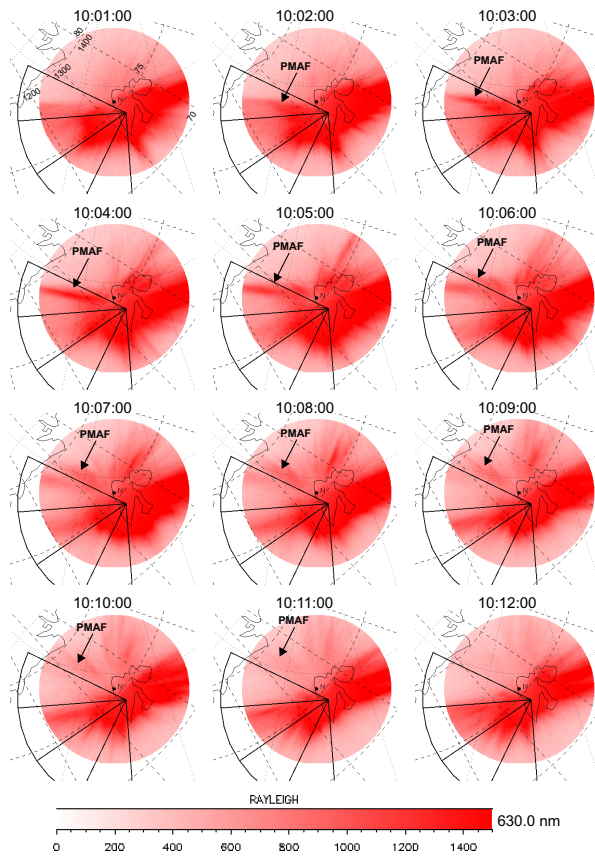 10:01:00 10:02:00 10:03:00
80
1400
1300
1200
75
70
N
PMAF
N
PMAF
N
10:04:00 10:05:00 10:06:00
PMAF
N
PMAF
N
PMAF
N
10:07:00 10:08:00 10:09:00
PMAF
N
PMAF
N
PMAF
N
10:10:00 10:11:00 10:12:00
PMAF
N
PMAF
N
N
RAYLEIGH
630.0 nm
0 200 400 600 800 1000 1200 1400